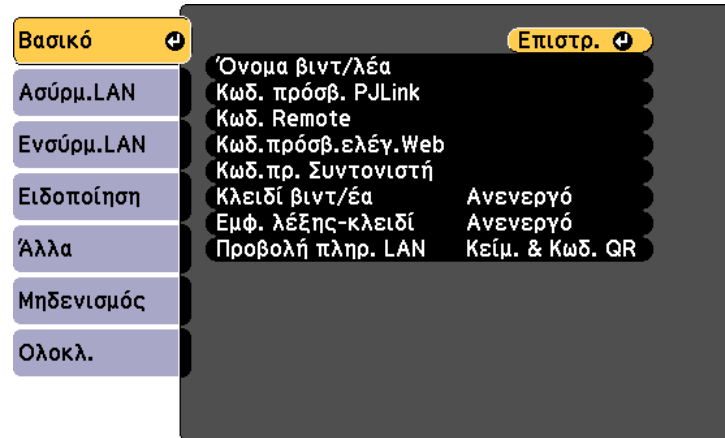 Βασικό
Ασύρμ.LAN
Ενσύρμ.LAN
Ειδοποίηση
Άλλα
Μηδενισμός
Ολοκλ.
Επιστρ.
Όνομα βιντ/λέα
Κωδ. πρόσβ. PJLink
Κωδ. Remote
Κωδ.πρόσβ.ελέγ.Web
Κωδ.πρ. Συντονιστή
Κλειδί βιντ/έα Ανενεργό
Εμφ. λέξης-κλειδί Ανενεργό
Προβολή πληρ. LAN Κείμ. & Κωδ. QR